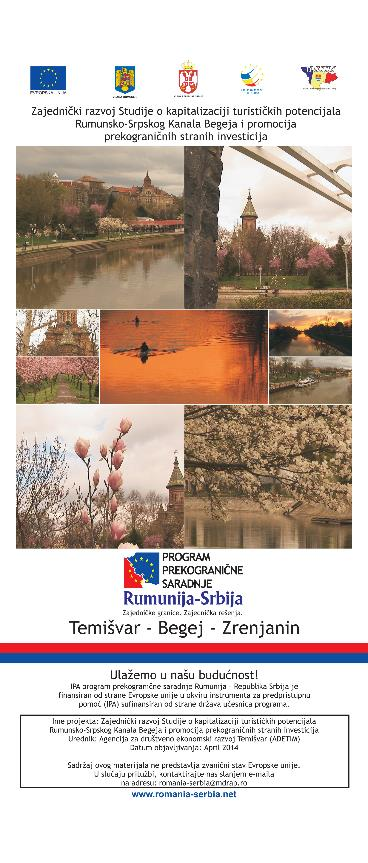 EVROPSKA UNIJA
Zajednički razvoj Studije o kapitalizaciji turističkih potencijala
Rumunsko-Srpskog Kanala Begeja i promocija
prekograničnih stranih investicija
PROGRAM
PREKOGRANIČNE
SARADNJE
Rumunija-Srbija
Zajedničke granice. Zajednička rešenja.
Temišvar - Begej - Zrenjanin
Ulažemo u našu budućnost!
IPA program prekogranične saradnje Rumunija - Republika Srbija je
finansiran od strane Evropske unije u okviru instrumenta za predpristupnu
pomoć (IPA) sufinansiran od strane država učesnica programa.
Ime projekta: Zajednički razvoj Studije o kapitalizaciji turističkih potencijala
Rumunsko-Srpskog Kanala Begeja i promocija prekograničnih stranih investicija
Urednik: Agencija za društveno ekonomski razvoj Temišvar (ADETIM)
Datum objavljivanja: April 2014
Sadržaj ovog materijala ne predstavlja zvanični stav Evropske unije.
U slučaju pritužbi, kontaktirajte nas slanjem e-maila
na adresu: romania-serbia@mdrap.ro
www.romania-serbia.net